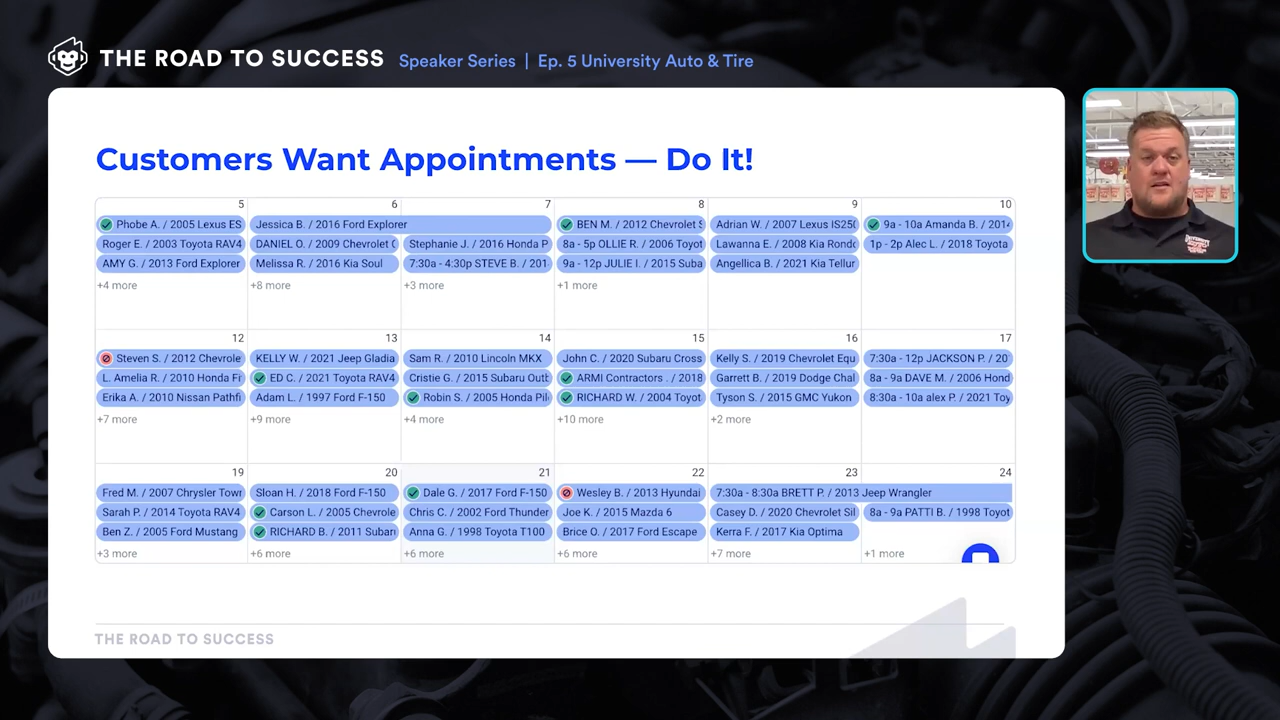 THE ROAD TO SUCCESS Speaker Series | Ep. 5 University Auto & Tire
Customers Want Appointments — Do It!
5 6 7 8 9 10
Phobe A. / 2005 Lexus ES Jessica B. / 2016 Ford Explorer BEN M. / 2012 Chevrolet S Adrian W. / 2007 Lexus IS250 9a - 10a Amanda B. / 2014
Roger E. / 2003 Toyota RAV4 DANIEL O. / 2009 Chevrolet C Stephanie J. / 2016 Honda P 8a - 5p OLLIE R. / 2006 Toyot Lawanna E. / 2008 Kia Rondo 1p - 2p Alec L. / 2018 Toyota
AMY G. / 2013 Ford Explorer Melissa R. / 2016 Kia Soul 7:30a - 4:30p STEVE B. / 201 9a - 12p JULIE I. / 2015 Suba Angellica B. / 2021 Kia Tellur
+4 more +8 more +3 more +1 more
12 13 14 15 16 17
Steven S. / 2012 Chevrole KELLY W. / 2021 Jeep Gladia Sam R. / 2010 Lincoln MKX John C. / 2020 Subaru Cross Kelly S. / 2019 Chevrolet Equ 7:30a - 12p JACKSON P. / 20
L. Amelia R. / 2010 Honda Fi ED C. / 2021 Toyota RAV4 Cristie G. / 2015 Subaru Outb ARMI Contractors . / 2018 Garrett B. / 2019 Dodge Chal 8a - 9a DAVE M. / 2006 Hond
Erika A. / 2010 Nissan Pathfi Adam L. / 1997 Ford F-150 Robin S. / 2005 Honda Pil RICHARD W. / 2004 Toyot Tyson S. / 2015 GMC Yukon 8:30a - 10a alex P. / 2021 Toy
+7 more +9 more +4 more +10 more +2 more
19 20 21 22 23 24
Fred M. / 2007 Chrysler Town Sloan H. / 2018 Ford F-150 Dale G. / 2017 Ford F-150 Wesley B. / 2013 Hyundai 7:30a - 8:30a BRETT P. / 2013 Jeep Wrangler
Sarah P. / 2014 Toyota RAV4 Carson L. / 2005 Chevrole Chris C. / 2002 Ford Thunder Joe K. / 2015 Mazda 6 Casey D. / 2020 Chevrolet Sil 8a - 9a PATTI B. / 1998 Toyot
Ben Z. / 2005 Ford Mustang RICHARD B. / 2011 Subar Anna G. / 1998 Toyota T100 Brice O. / 2017 Ford Escape Kerra F. / 2017 Kia Optima
+3 more +6 more +6 more +6 more +7 more +1 more
THE ROAD TO SUCCESS